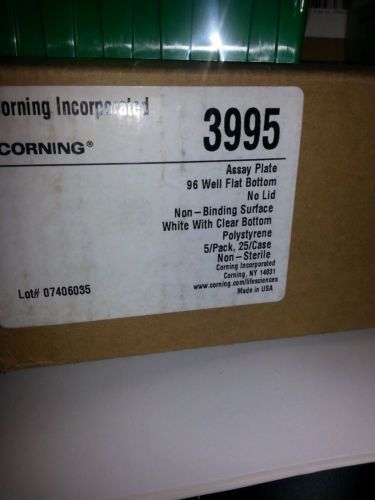 Corning Incorporated
3995
CORNING®
Assay Plate
96 Well Flat Bottom
No Lid
Non-Binding Surface
White With Clear Bottom
Polystyrene
5/Pack, 25/Case
Non-Sterile
Corning Incorporated
Corning, NY 14831
www.corning.com/lifesciences
Made in USA
Lot# 07406035